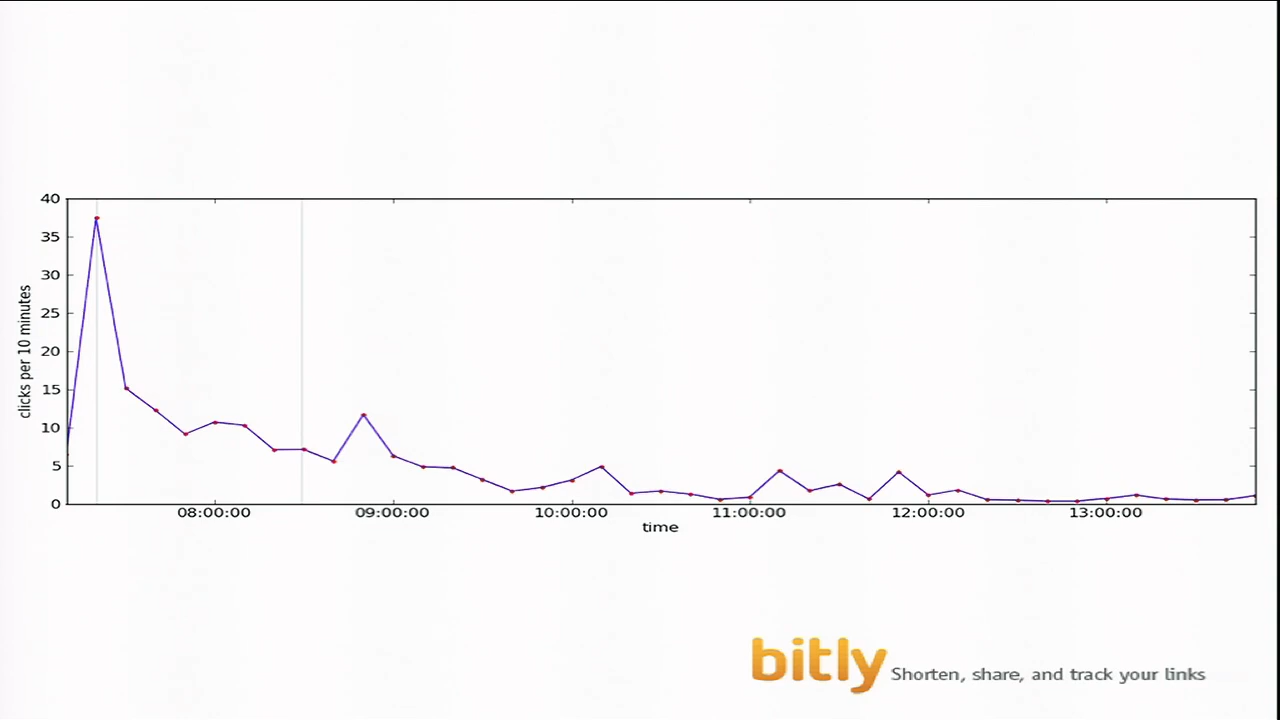 40
35
30
25
20
15
10
5
0
clicks per 10 minutes
08:00:00 09:00:00 10:00:00 11:00:00 12:00:00 13:00:00
time
bitly Shorten, share, and track your links